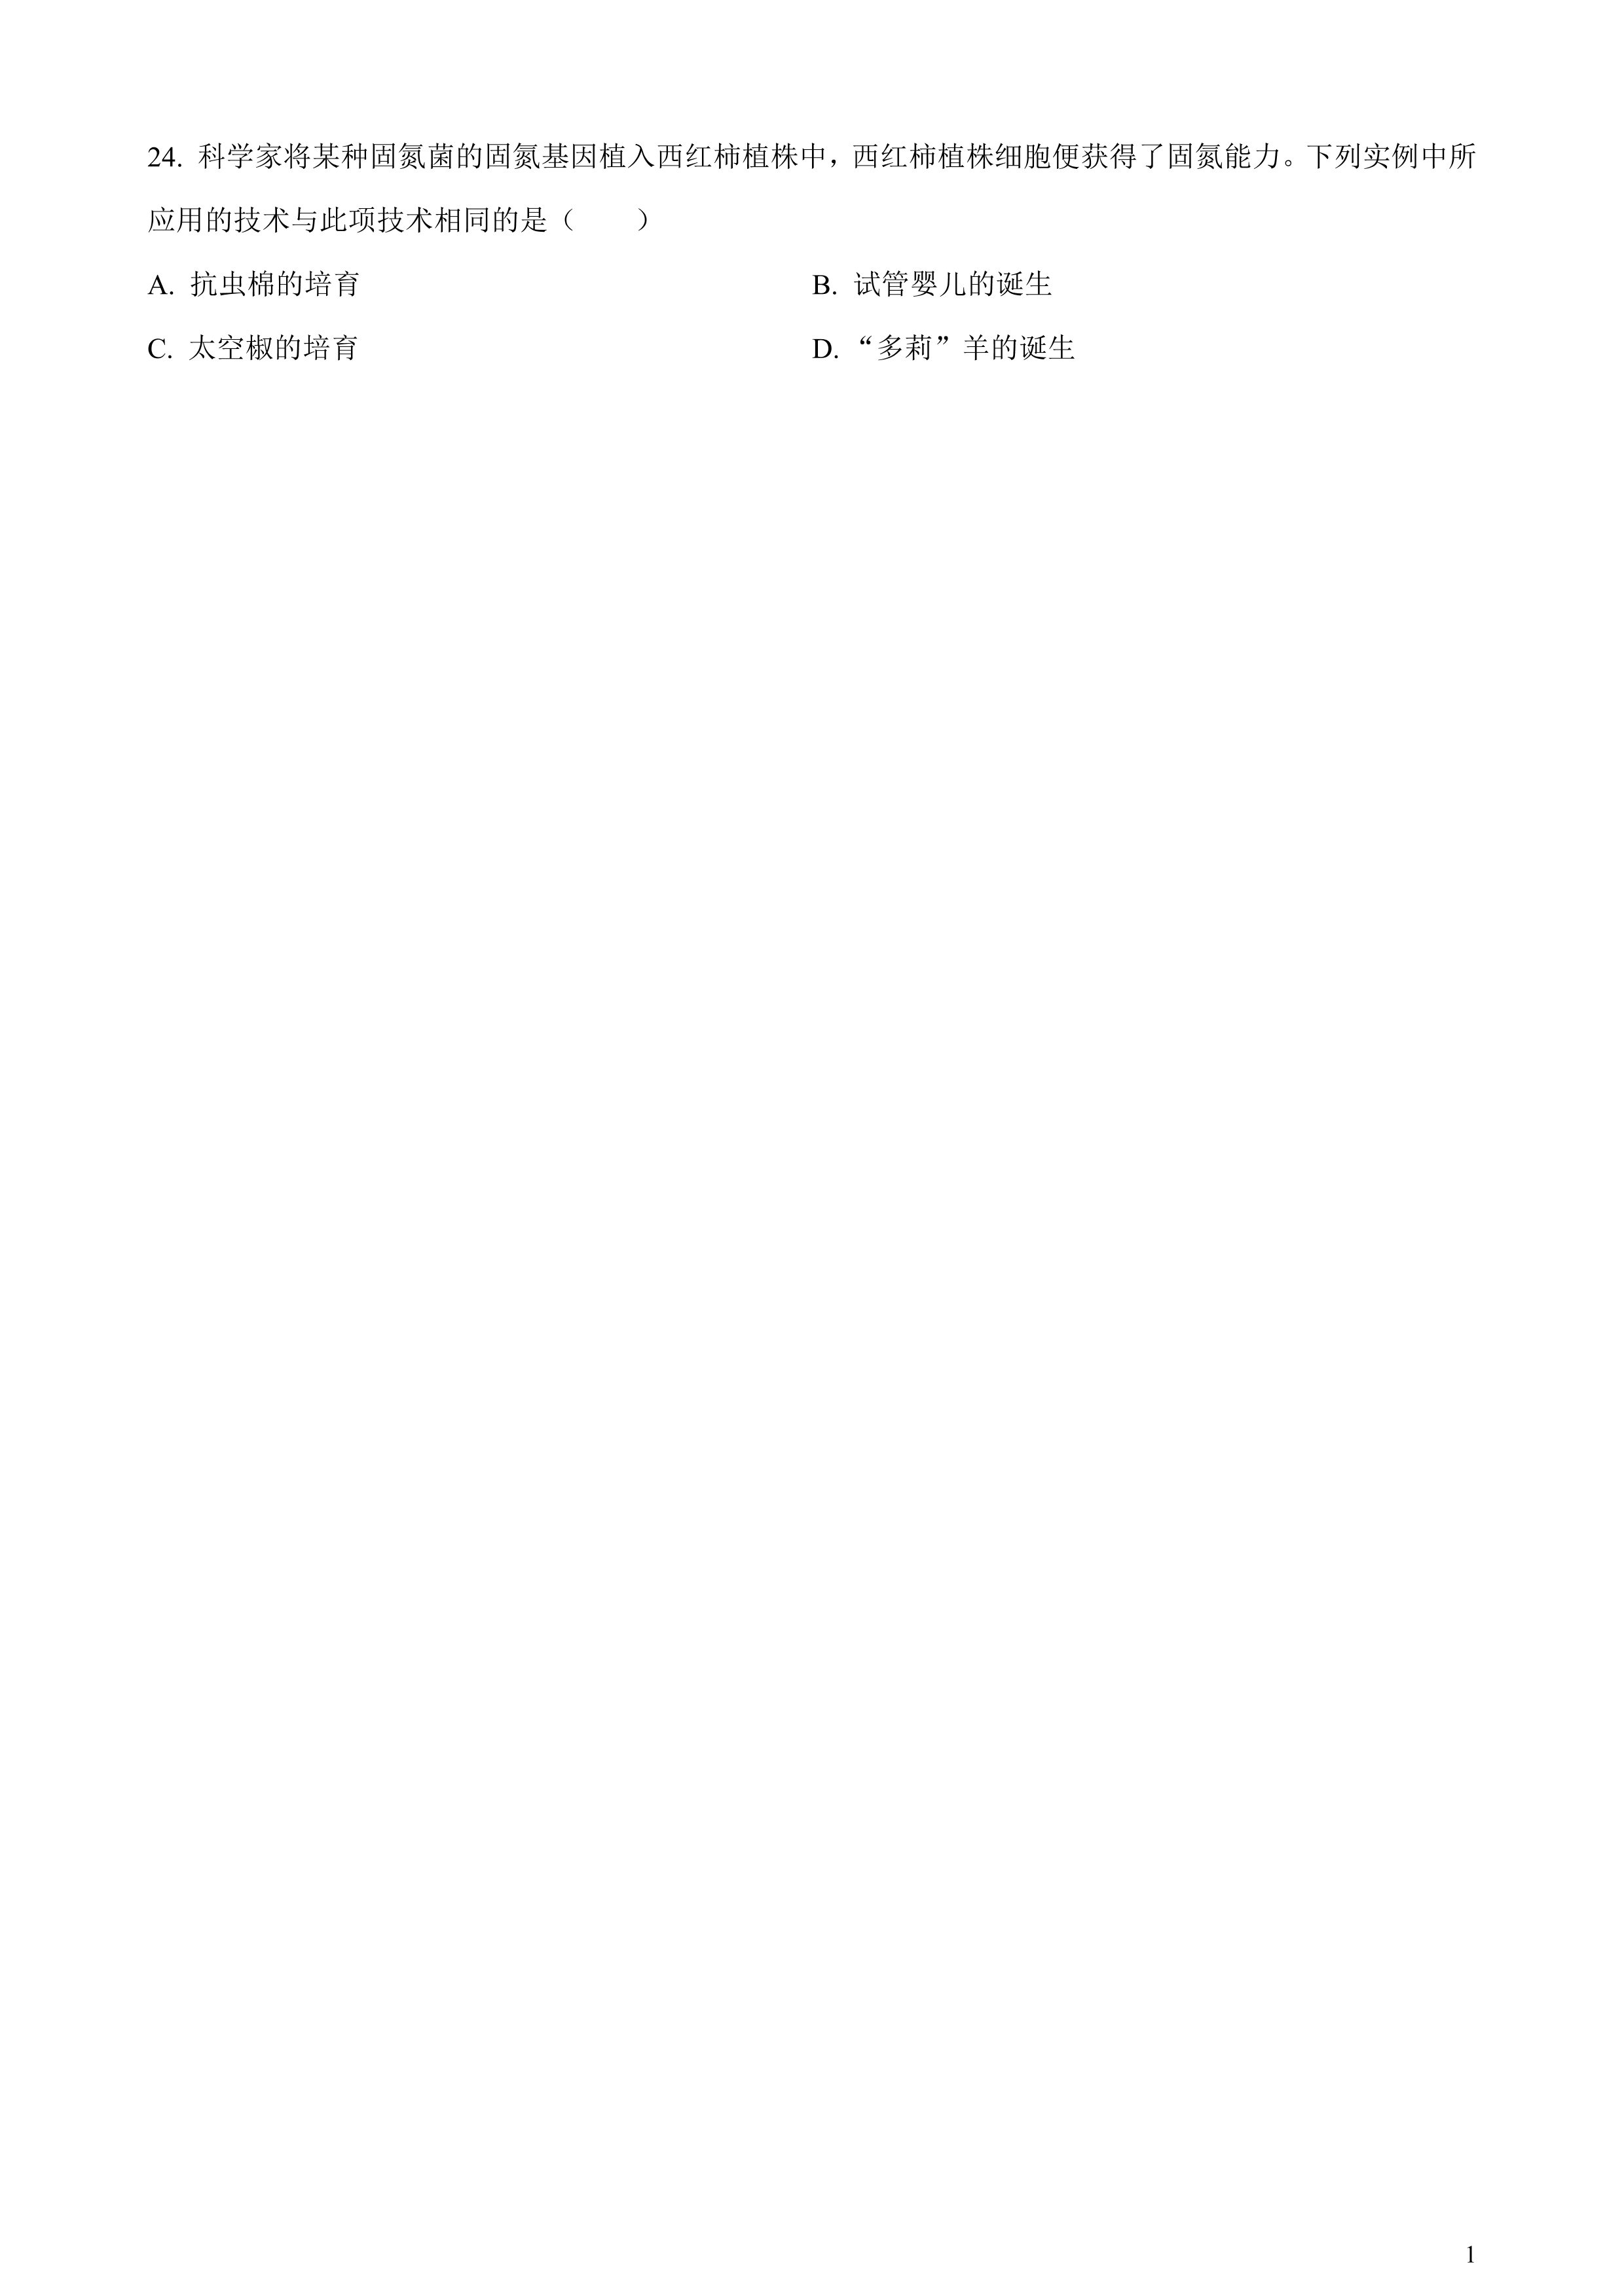 24. 科学家将某种固氮菌的固氮基因植入西红柿植株中，西红柿植株细胞便获得了固氮能力。下列实例中所
应用的技术与此项技术相同的是（　　）
A. 抗虫棉的培育　　B. 试管婴儿的诞生
C. 太空椒的培育　　D. “多莉”羊的诞生
1